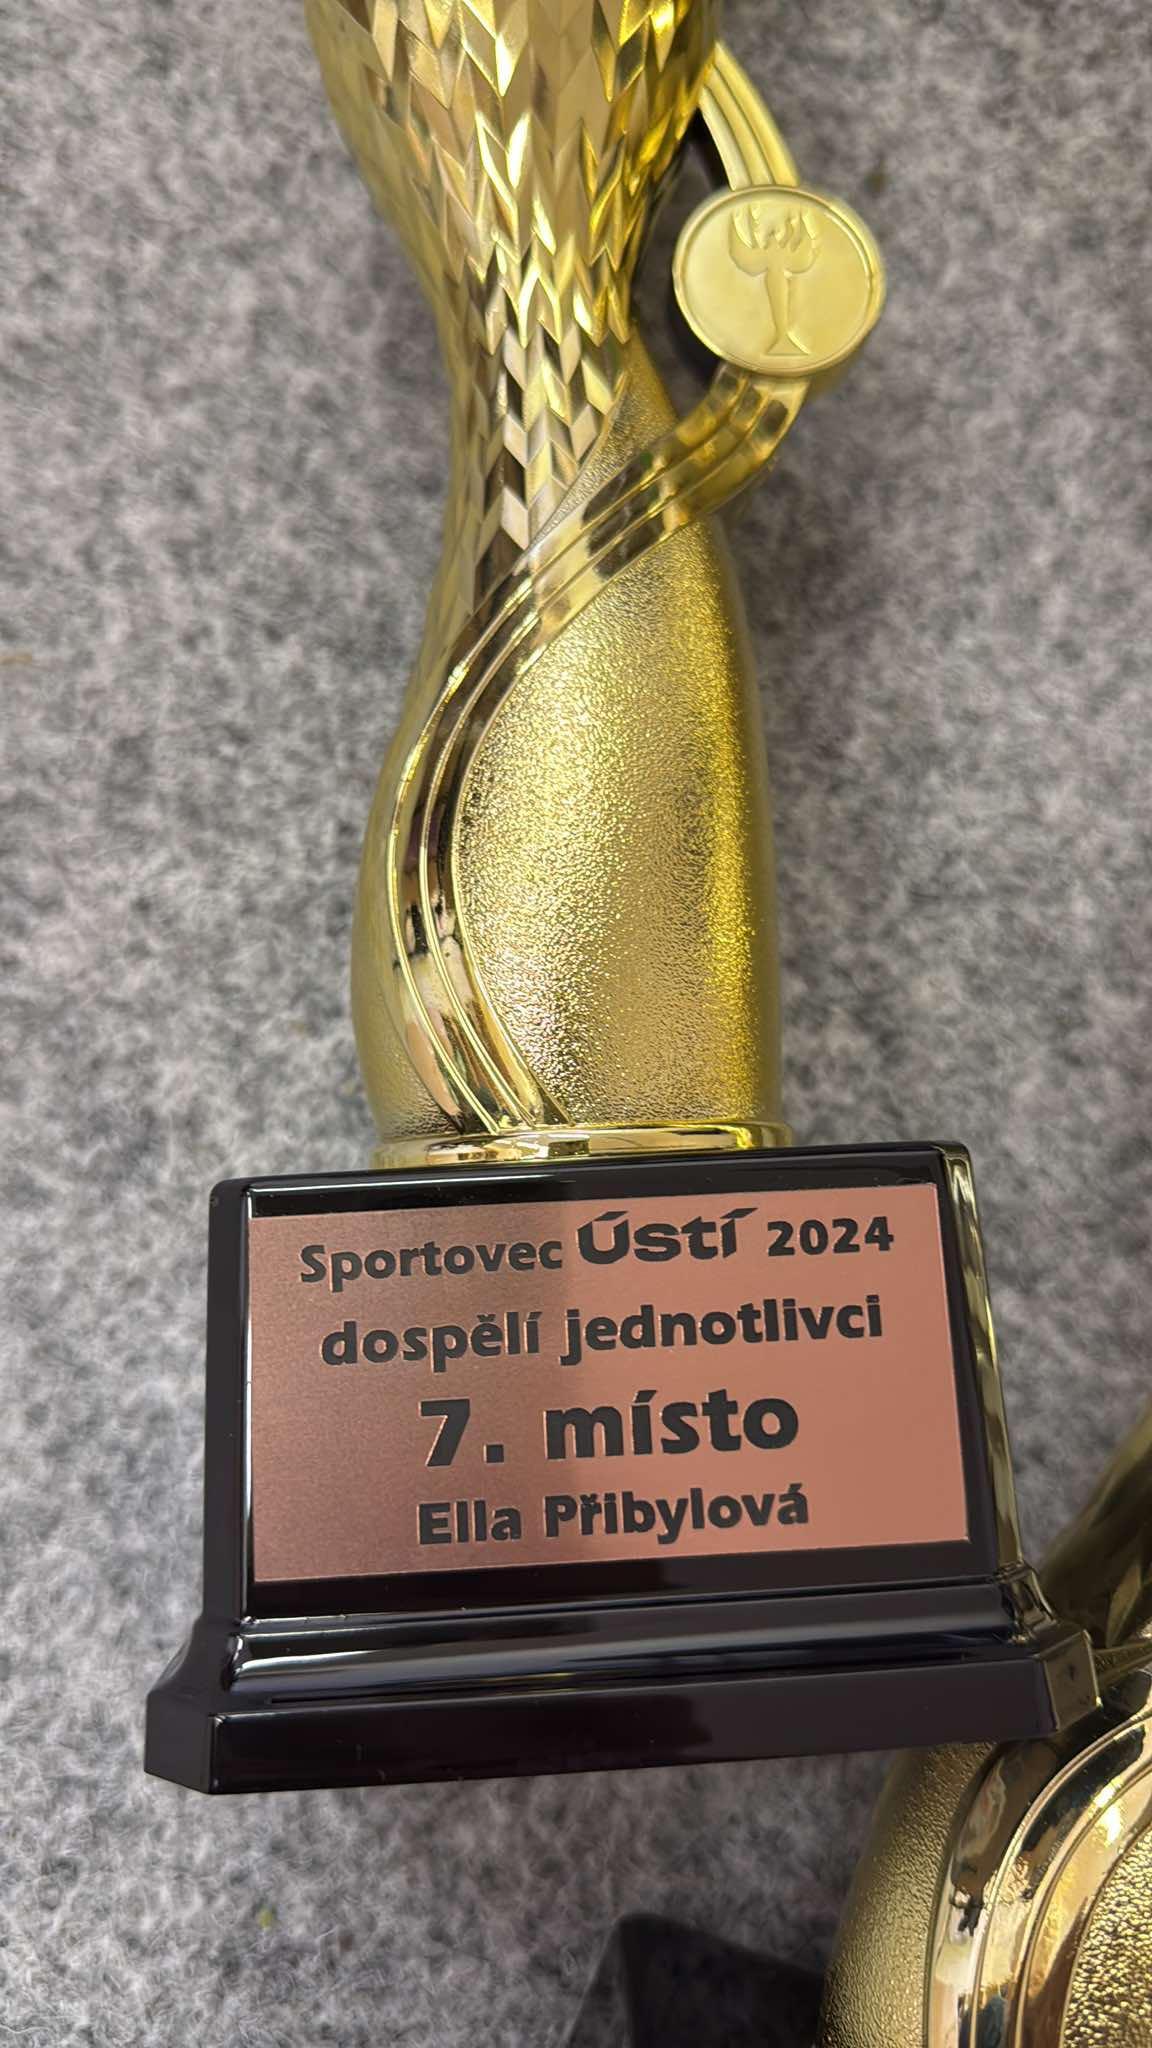 Sportovec Ústí 2024
dospělí jednotlivci
7. místo
Ella Přibylová